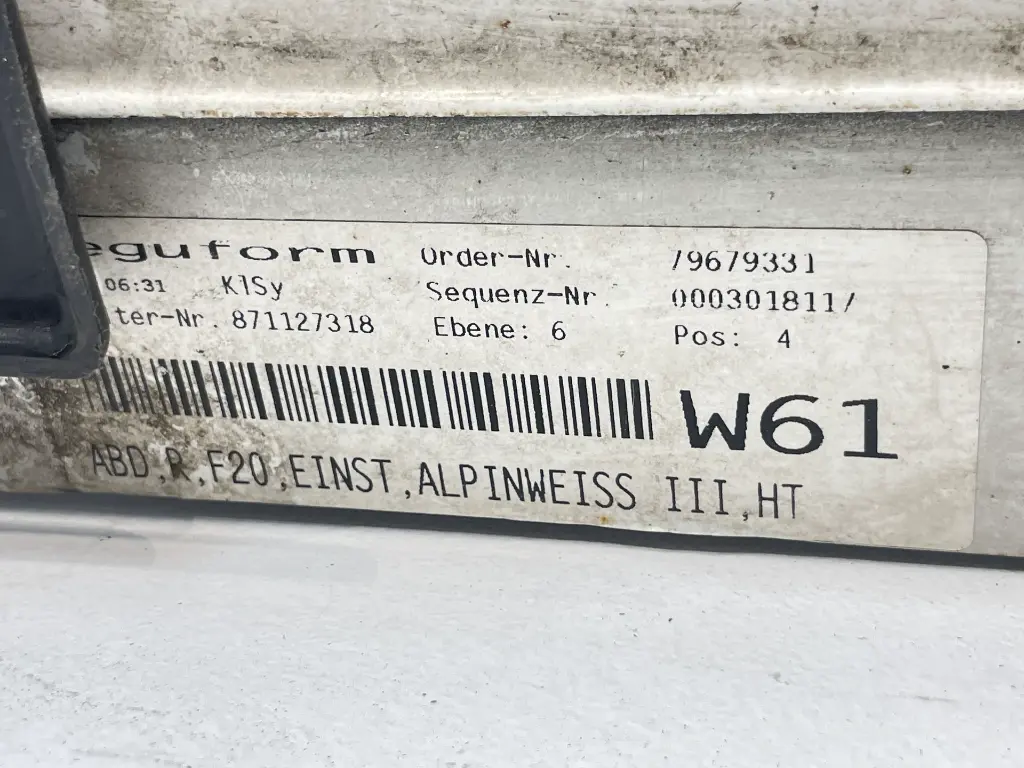 eguform Order-Nr. 79679331
06:31 KlSy Sequenz-Nr. 0003018117
ter-Nr. 871127318 Ebene: 6 Pos: 4
W61
ABD,R,F20,EINST,ALPINWEISS III,HT